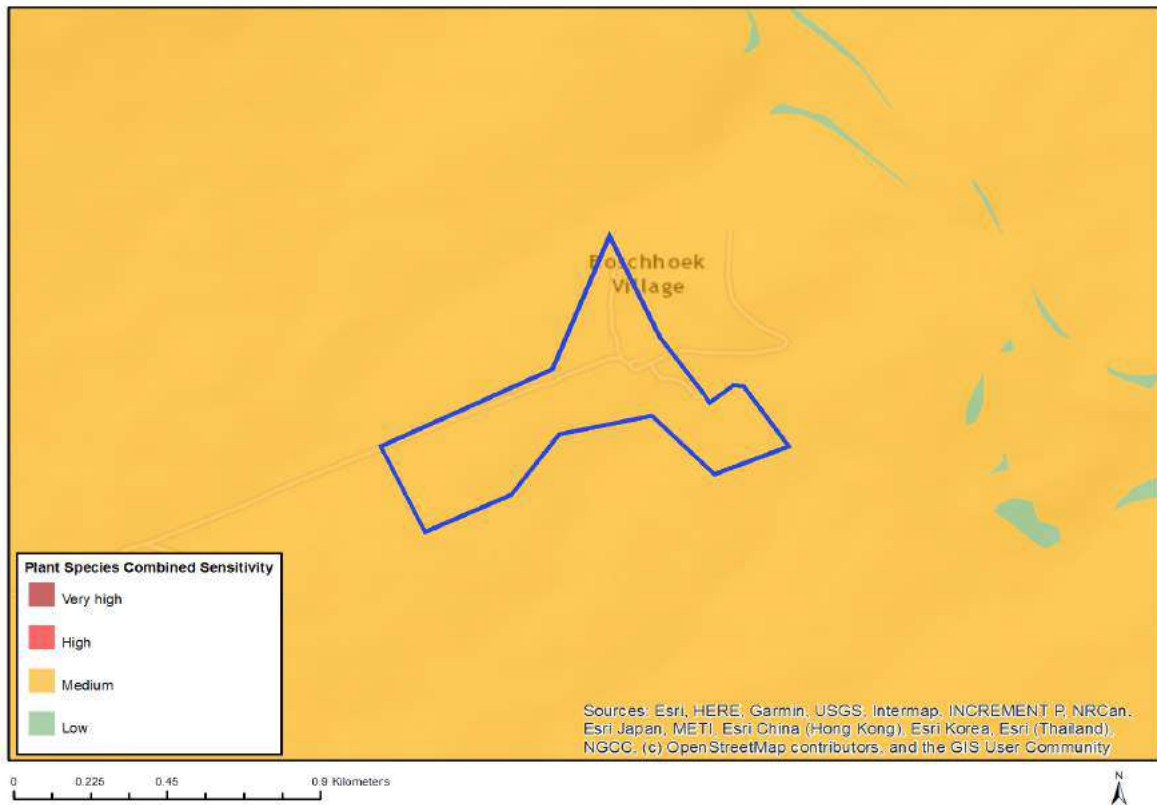 Boschhoek
Village
Plant Species Combined Sensitivity
Very high
High
Medium
Low
Sources: Esri, HERE, Garmin, USGS, Intermap, INCREMENT P, NRCan,
Esri Japan, METI, Esri China (Hong Kong), Esri Korea, Esri (Thailand),
NGCC, (c) OpenStreetMap contributors, and the GIS User Community
0 0.225 0.45 0.9 Kilometers
N